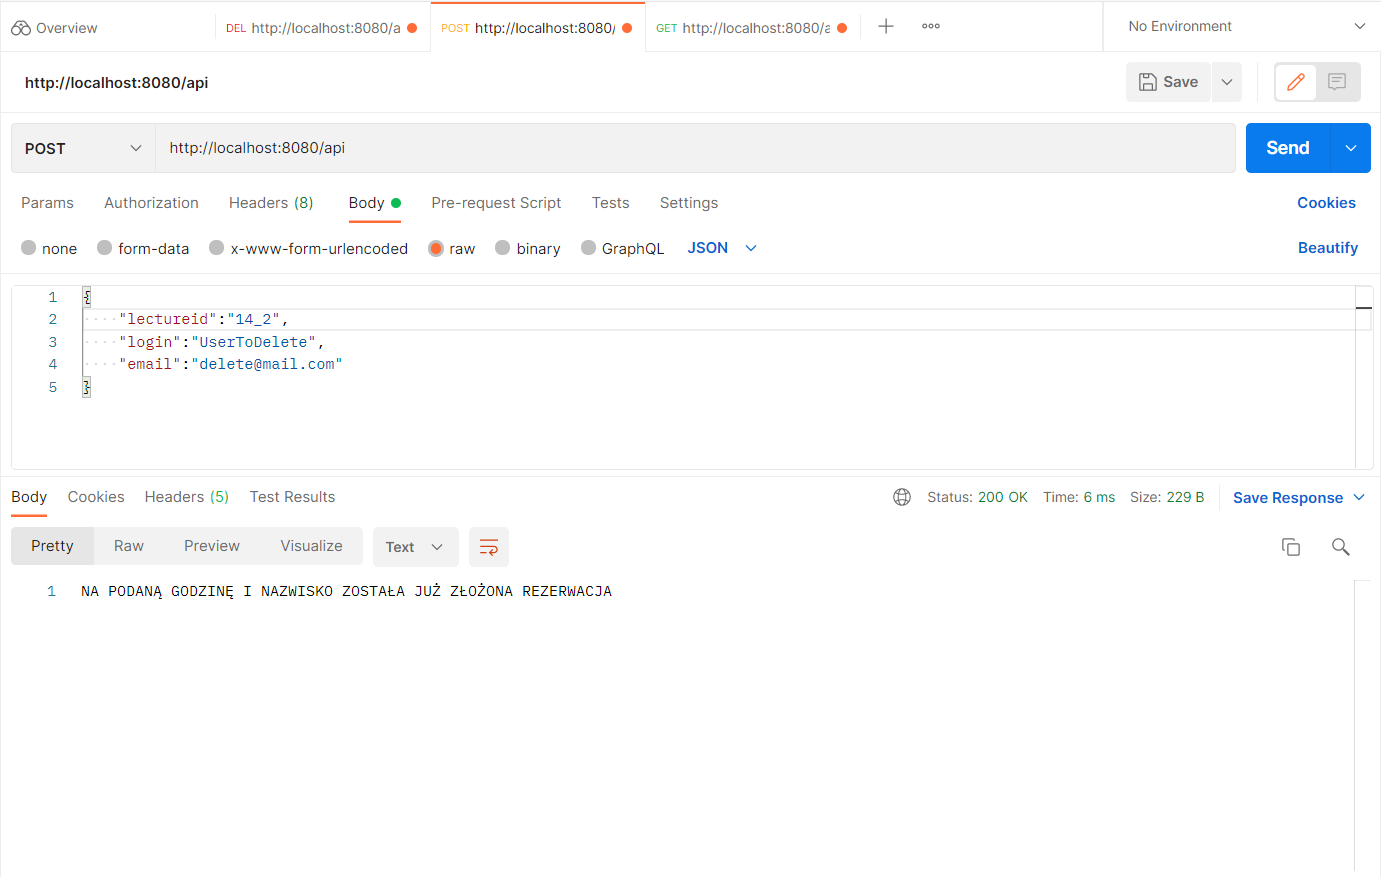 Overview
DEL http://localhost:8080/a
POST http://localhost:8080/
GET http://localhost:8080/a
No Environment
http://localhost:8080/api
Save
POST
http://localhost:8080/api
Send
Params Authorization Headers (8) Body Pre-request Script Tests Settings Cookies
none form-data x-www-form-urlencoded raw binary GraphQL JSON Beautify
1 {
2 "lectureid":"14_2",
3 "login":"UserToDelete",
4 "email":"delete@mail.com"
5 }
Body Cookies Headers (5) Test Results Status: 200 OK Time: 6 ms Size: 229 B Save Response
Pretty Raw Preview Visualize Text
1 NA PODANĄ GODZINĘ I NAZWISKO ZOSTAŁA JUŻ ZŁOŻONA REZERWACJA